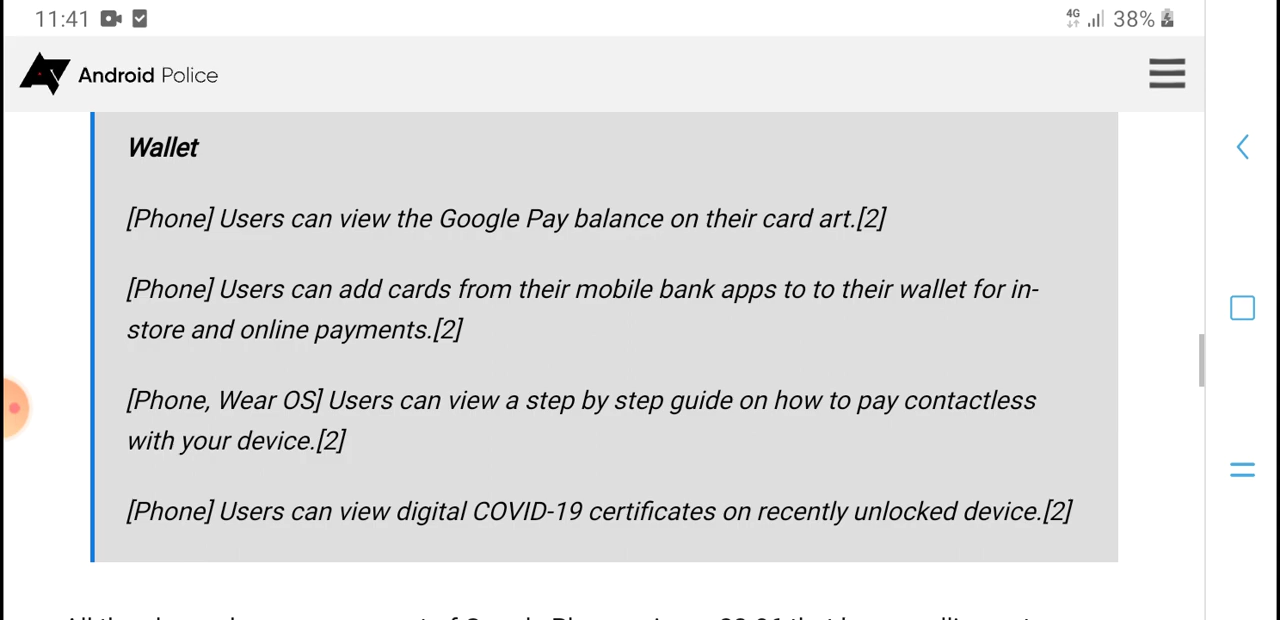 11:41
4G 38%
Android Police
Wallet
[Phone] Users can view the Google Pay balance on their card art.[2]
[Phone] Users can add cards from their mobile bank apps to to their wallet for in-
store and online payments.[2]
[Phone, Wear OS] Users can view a step by step guide on how to pay contactless
with your device.[2]
[Phone] Users can view digital COVID-19 certificates on recently unlocked device.[2]